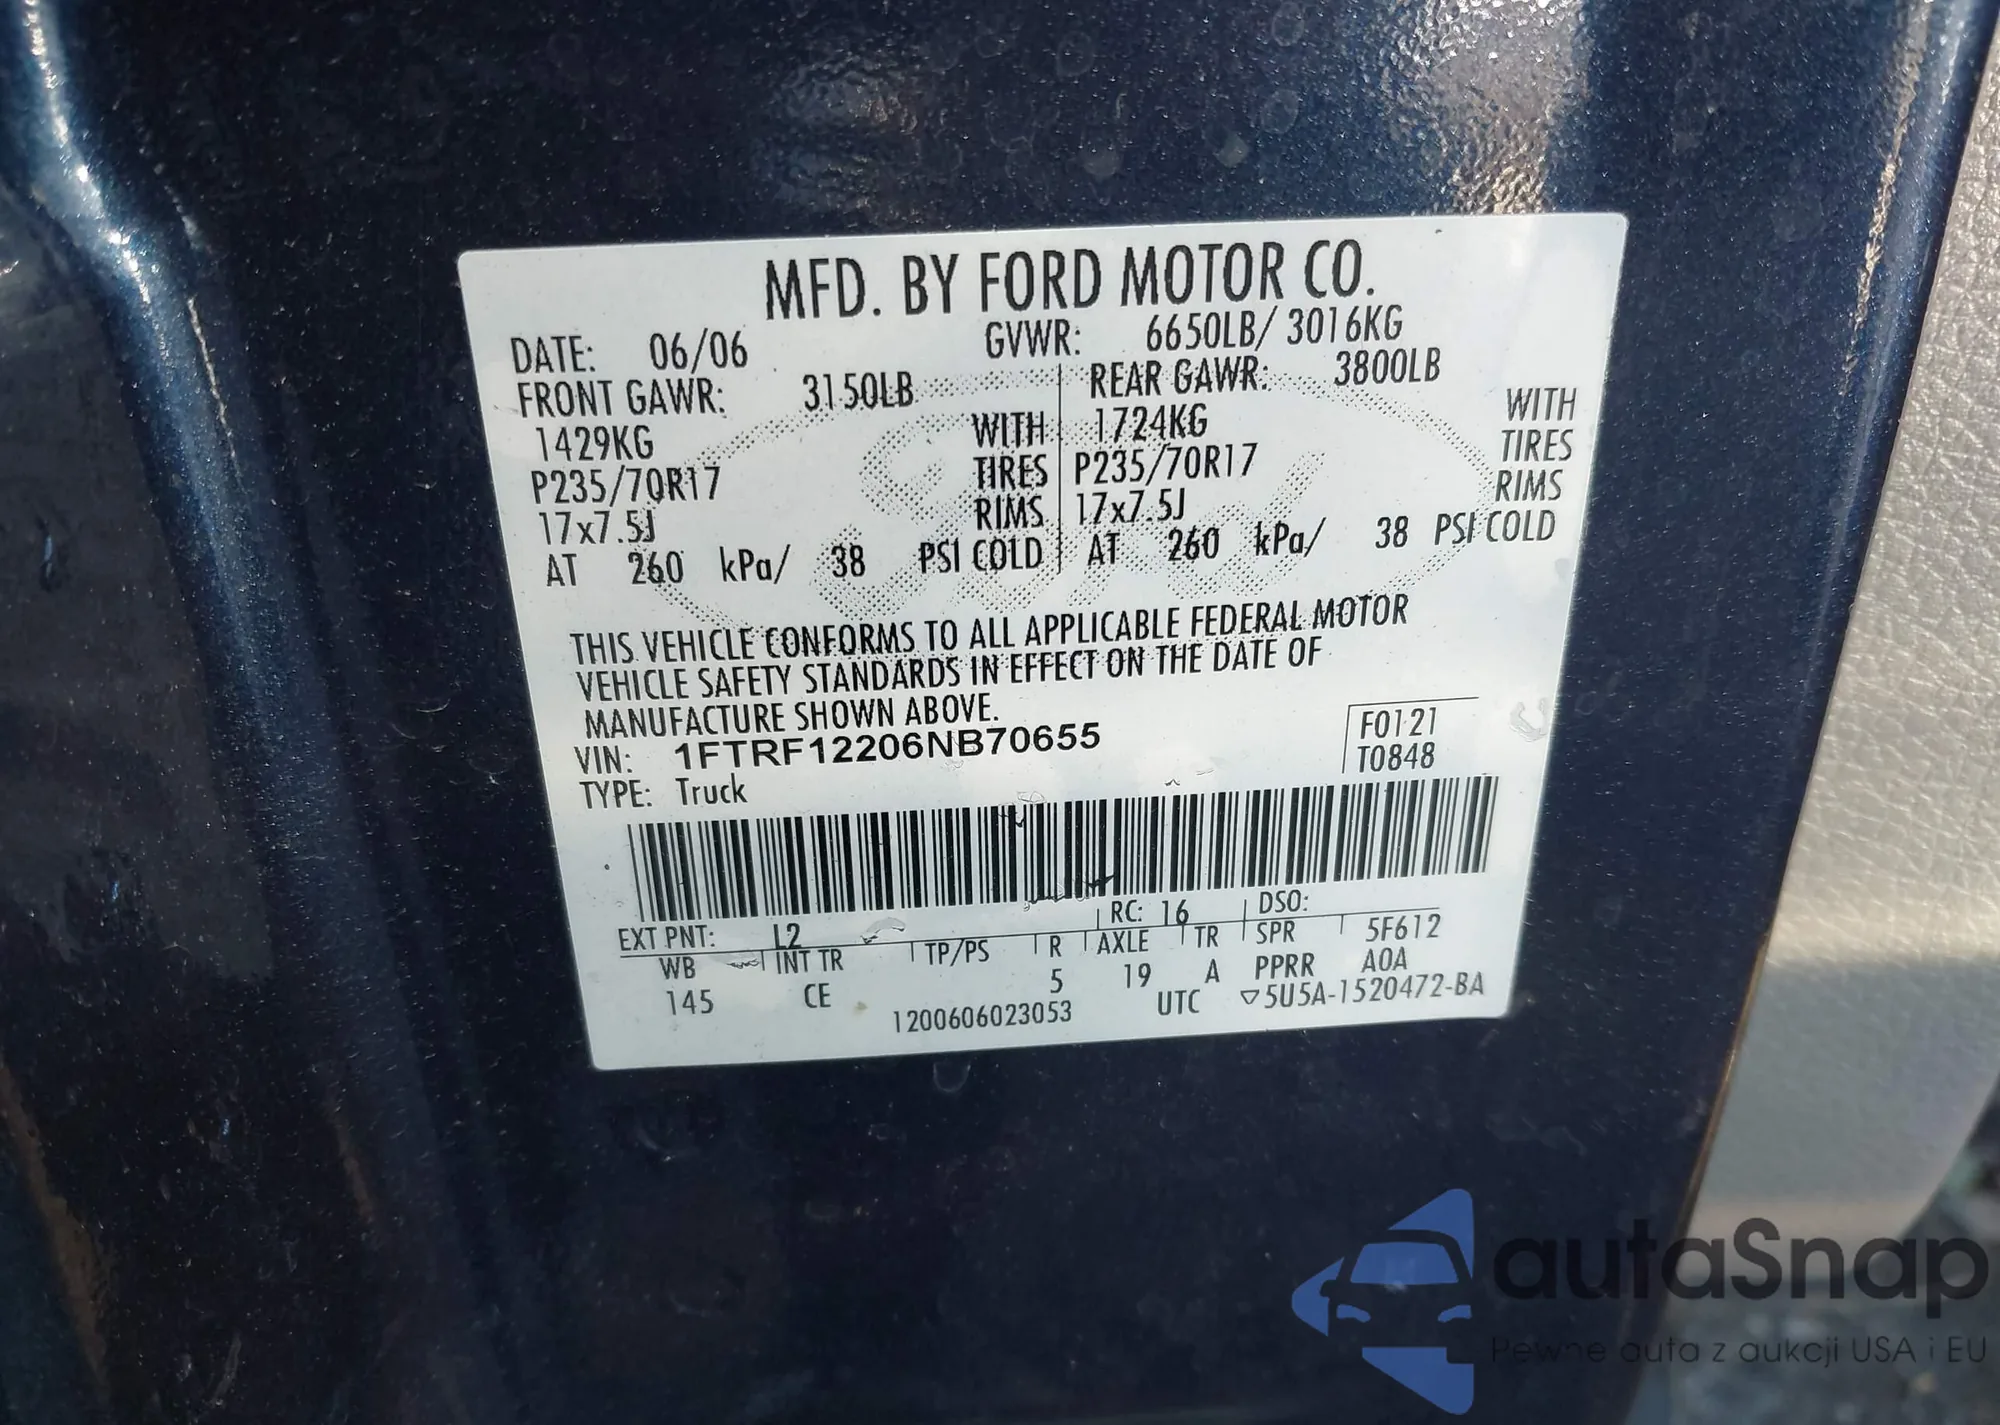 MFD. BY FORD MOTOR CO.
DATE: 06/06 GVWR: 6650LB/ 3016KG
FRONT GAWR: 3150LB REAR GAWR: 3800LB
1429KG WITH 1724KG WITH
P235/70R17 TIRES P235/70R17 TIRES
17x7.5J RIMS 17x7.5J RIMS
AT 260 kPa/ 38 PSI COLD AT 260 kPa/ 38 PSI COLD
THIS VEHICLE CONFORMS TO ALL APPLICABLE FEDERAL MOTOR
VEHICLE SAFETY STANDARDS IN EFFECT ON THE DATE OF
MANUFACTURE SHOWN ABOVE.
VIN: 1FTRF12206NB70655 F0121
TYPE: Truck T0848
EXT PNT: L2 RC: 16 DSO:
WB INT TR TP/PS R AXLE TR SPR 5F612
145 CE 5 19 A PPRR A0A
1200606023053 UTC ▽5U5A-1520472-BA
autaSnap
Pewne auta z aukcji USA i EU